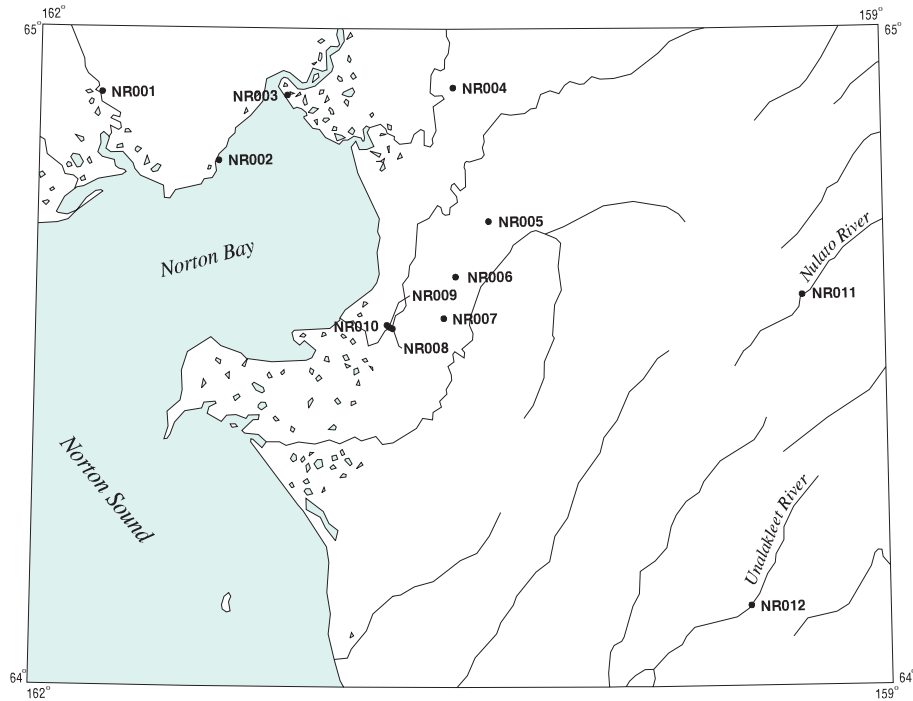 162° 159°
65° 65°
NR001
NR003
NR004
NR002
NR005
Nulato River
Norton Bay
NR006
NR009
NR011
NR010
NR007
NR008
Norton Sound
Unalakleet River
NR012
64° 64°
162° 159°